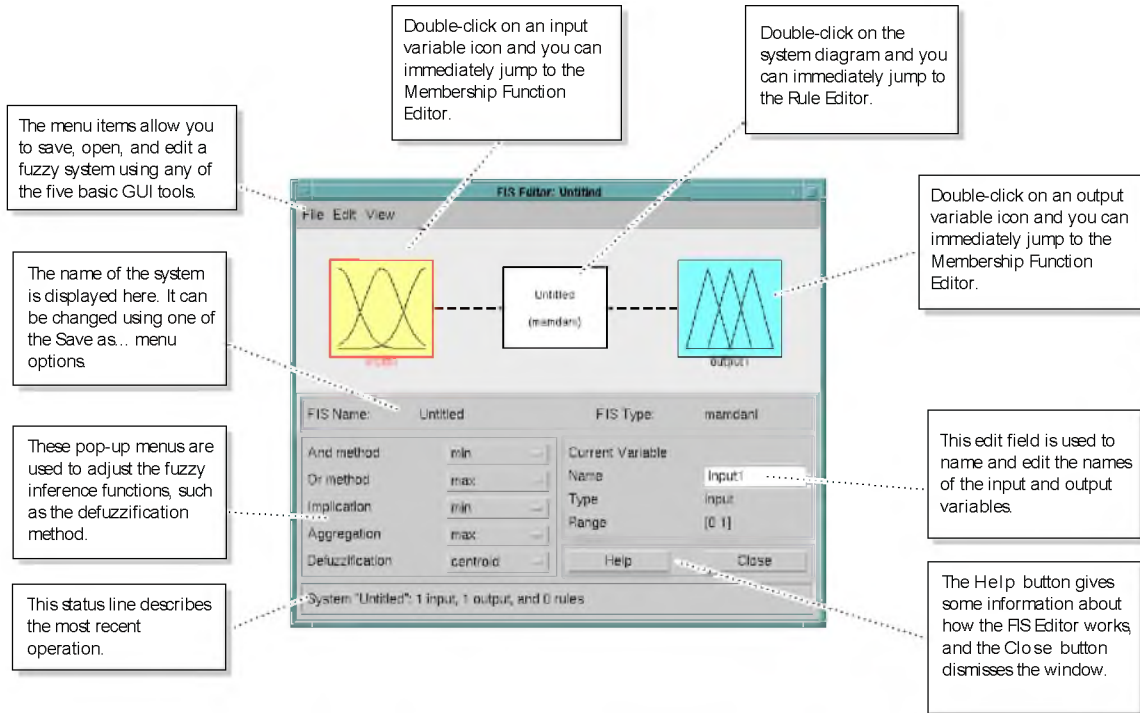 Double-click on an input
variable icon and you can
immediately jump to the
Membership Function
Editor.
Double-click on the
system diagram and you
can immediately jump to
the Rule Editor.
The menu items allow you
to save, open, and edit a
fuzzy system using any of
the five basic GUI tools.
Double-click on an output
variable icon and you can
immediately jump to the
Membership Function
Editor.
The name of the system
is displayed here. It can
be changed using one of
the Save as... menu
options.
These pop-up menus are
used to adjust the fuzzy
inference functions, such
as the defuzzification
method.
This status line describes
the most recent
operation.
This edit field is used to
name and edit the names
of the input and output
variables.
The Help button gives
some information about
how the FIS Editor works,
and the Close button
dismisses the window.
FIS Editor: Untitled
File Edit View
Untitled
(mamdani)
input1
output1
FIS Name: Untitled
FIS Type: mamdani
And method min
Or method max
Implication min
Aggregation max
Defuzzification centroid
Current Variable
Name Input1
Type input
Range [0 1]
Help Close
System "Untitled": 1 input, 1 output, and 0 rules